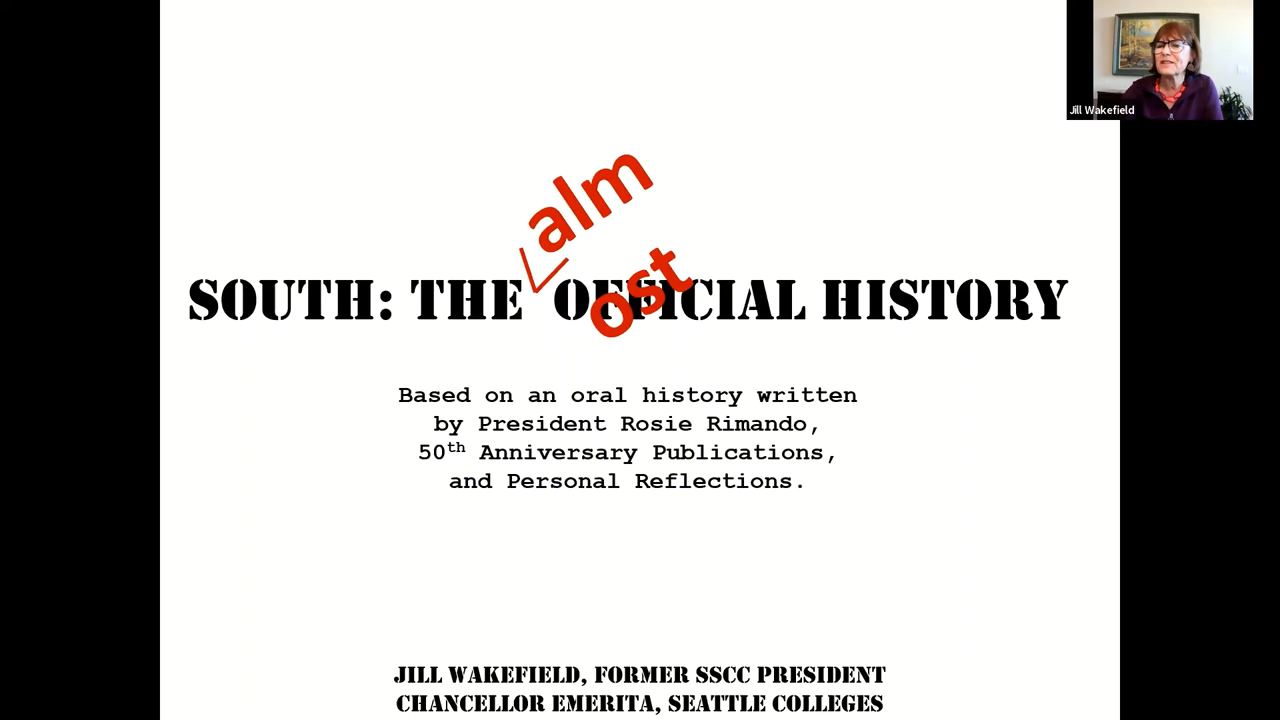 Jill Wakefield
alm
ost
SOUTH: THE OFFICIAL HISTORY
Based on an oral history written
by President Rosie Rimando,
50th Anniversary Publications,
and Personal Reflections.
JILL WAKEFIELD, FORMER SSCC PRESIDENT
CHANCELLOR EMERITA, SEATTLE COLLEGES